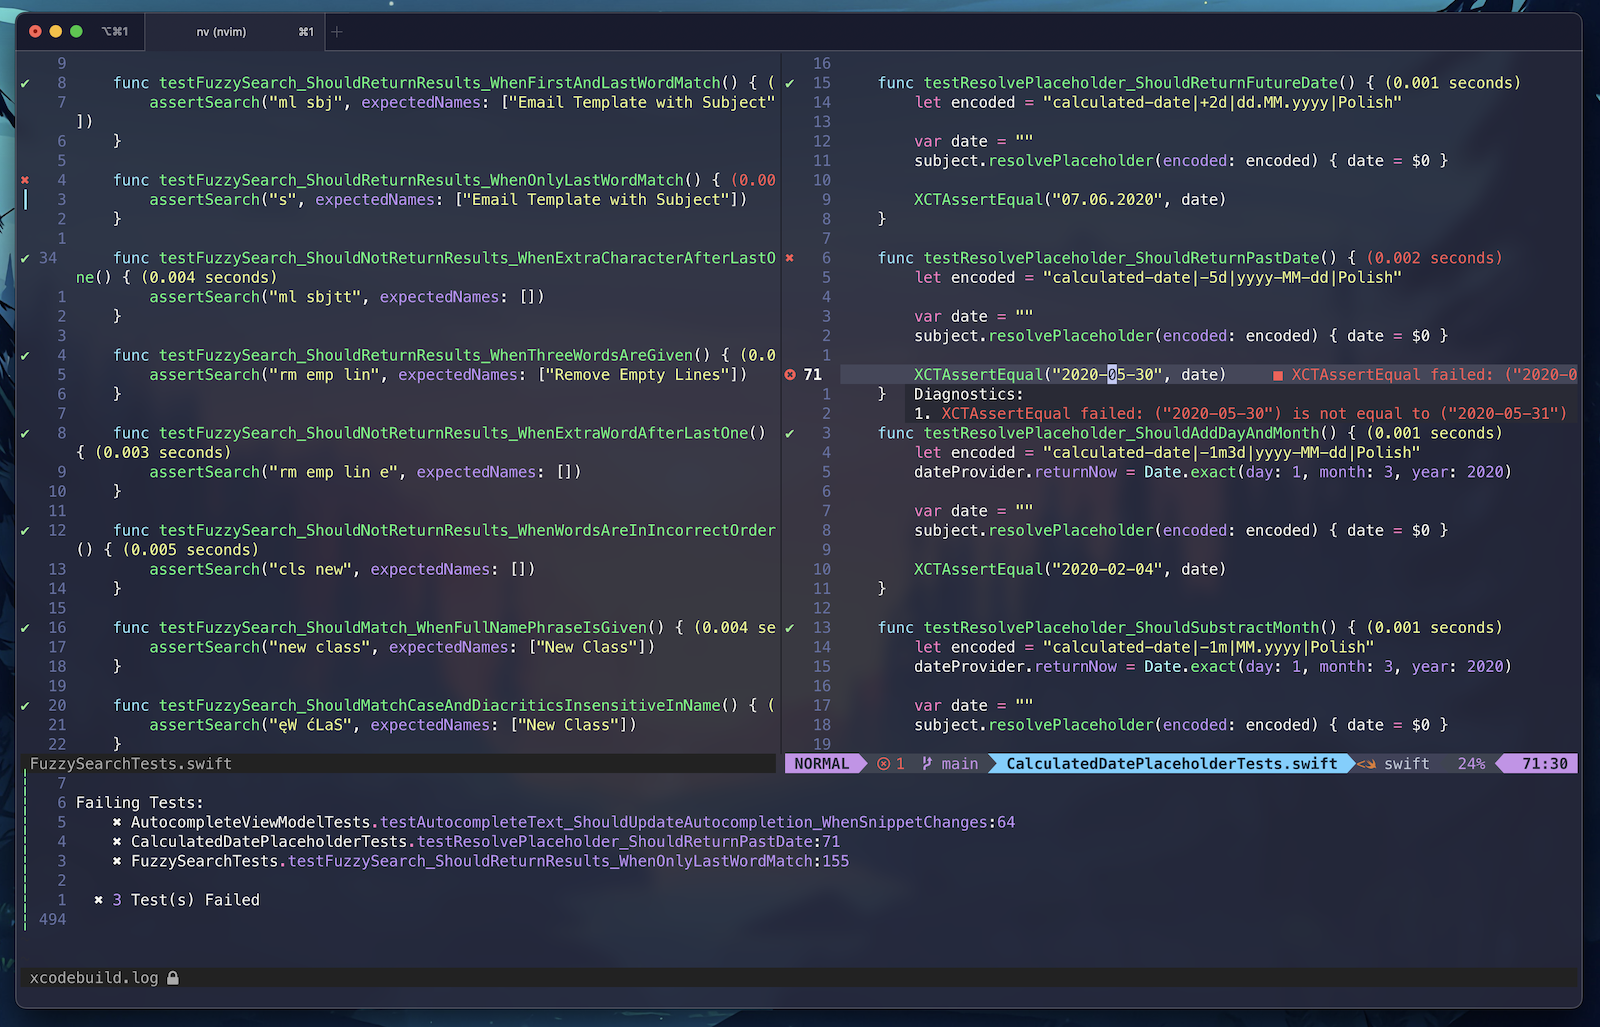 ⌥⌘1
nv (nvim)
⌘1
+
9
✔ 8 func testFuzzySearch_ShouldReturnResults_WhenFirstAndLastWordMatch() { (
7 assertSearch("ml sbj", expectedNames: ["Email Template with Subject"
])
6 }
5
✖ 4 func testFuzzySearch_ShouldReturnResults_WhenOnlyLastWordMatch() { (0.00
3 assertSearch("s", expectedNames: ["Email Template with Subject"])
2 }
1
✔ 34 func testFuzzySearch_ShouldNotReturnResults_WhenExtraCharacterAfterLastO
ne() { (0.004 seconds)
1 assertSearch("ml sbjtt", expectedNames: [])
2 }
3
✔ 4 func testFuzzySearch_ShouldReturnResults_WhenThreeWordsAreGiven() { (0.0
5 assertSearch("rm emp lin", expectedNames: ["Remove Empty Lines"])
6 }
7
✔ 8 func testFuzzySearch_ShouldNotReturnResults_WhenExtraWordAfterLastOne()
{ (0.003 seconds)
9 assertSearch("rm emp lin e", expectedNames: [])
10 }
11
✔ 12 func testFuzzySearch_ShouldNotReturnResults_WhenWordsAreInIncorrectOrder
() { (0.005 seconds)
13 assertSearch("cls new", expectedNames: [])
14 }
15
✔ 16 func testFuzzySearch_ShouldMatch_WhenFullNamePhraseIsGiven() { (0.004 se
17 assertSearch("new class", expectedNames: ["New Class"])
18 }
19
✔ 20 func testFuzzySearch_ShouldMatchCaseAndDiacriticsInsensitiveInName() { (
21 assertSearch("ęW ćLaS", expectedNames: ["New Class"])
22 }
FuzzySearchTests.swift
16
✔ 15 func testResolvePlaceholder_ShouldReturnFutureDate() { (0.001 seconds)
14 let encoded = "calculated-date|+2d|dd.MM.yyyy|Polish"
13
12 var date = ""
11 subject.resolvePlaceholder(encoded: encoded) { date = $0 }
10
9 XCTAssertEqual("07.06.2020", date)
8 }
7
✖ 6 func testResolvePlaceholder_ShouldReturnPastDate() { (0.002 seconds)
5 let encoded = "calculated-date|-5d|yyyy-MM-dd|Polish"
4
3 var date = ""
2 subject.resolvePlaceholder(encoded: encoded) { date = $0 }
1
71 XCTAssertEqual("2020-05-30", date) ■ XCTAssertEqual failed: ("2020-0
1 } Diagnostics:
2 1. XCTAssertEqual failed: ("2020-05-30") is not equal to ("2020-05-31")
✔ 3 func testResolvePlaceholder_ShouldAddDayAndMonth() { (0.001 seconds)
4 let encoded = "calculated-date|-1m3d|yyyy-MM-dd|Polish"
5 dateProvider.returnNow = Date.exact(day: 1, month: 3, year: 2020)
6
7 var date = ""
8 subject.resolvePlaceholder(encoded: encoded) { date = $0 }
9
10 XCTAssertEqual("2020-02-04", date)
11 }
12
✔ 13 func testResolvePlaceholder_ShouldSubstractMonth() { (0.001 seconds)
14 let encoded = "calculated-date|-1m|MM.yyyy|Polish"
15 dateProvider.returnNow = Date.exact(day: 1, month: 3, year: 2020)
16
17 var date = ""
18 subject.resolvePlaceholder(encoded: encoded) { date = $0 }
19
NORMAL 1 main CalculatedDatePlaceholderTests.swift swift 24% 71:30
7
6 Failing Tests:
5 ✖ AutocompleteViewModelTests.testAutocompleteText_ShouldUpdateAutocompletion_WhenSnippetChanges:64
4 ✖ CalculatedDatePlaceholderTests.testResolvePlaceholder_ShouldReturnPastDate:71
3 ✖ FuzzySearchTests.testFuzzySearch_ShouldReturnResults_WhenOnlyLastWordMatch:155
2
1 ✖ 3 Test(s) Failed
494
xcodebuild.log